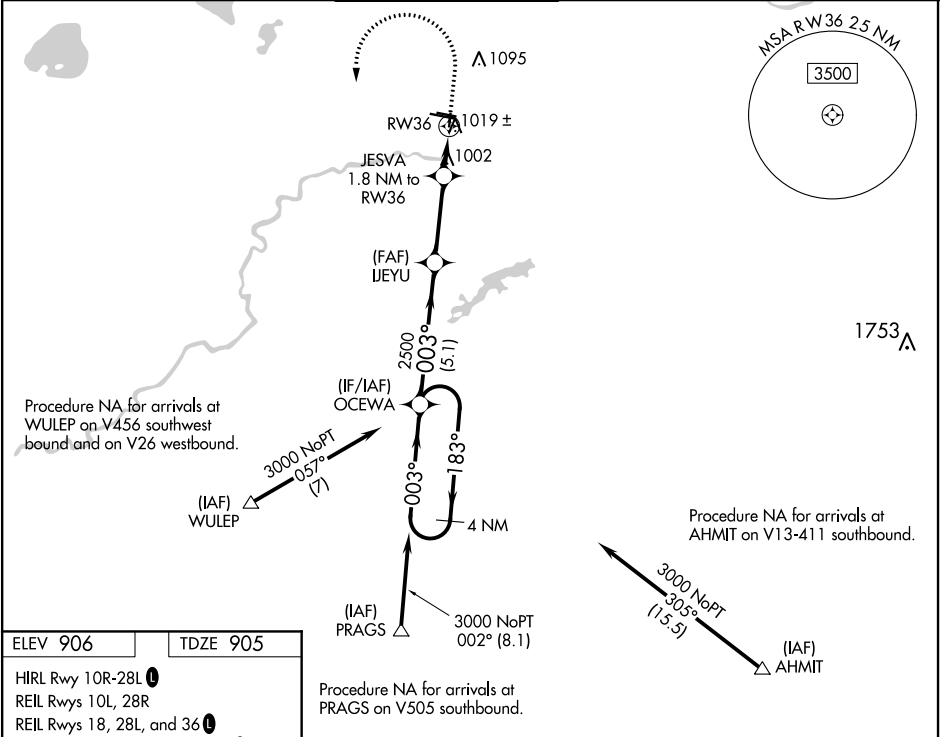 MSA RW36 25 NM
3500
1095
RW36
1019 ±
1002
JESVA
1.8 NM to
RW36
(FAF)
IJEYU
2500
003°
(5.1)
1753
(IF/IAF)
OCEWA
Procedure NA for arrivals at
WULEP on V456 southwest
bound and on V26 westbound.
3000 NoPT
057°
(7)
(IAF)
WULEP
003°
183°
4 NM
Procedure NA for arrivals at
AHMIT on V13-411 southbound.
3000 NoPT
305°
(15.5)
(IAF)
AHMIT
(IAF)
PRAGS
3000 NoPT
002° (8.1)
Procedure NA for arrivals at
PRAGS on V505 southbound.
ELEV 906
TDZE 905
HIRL Rwy 10R-28L L
REIL Rwys 10L, 28R
REIL Rwys 18, 28L, and 36 L